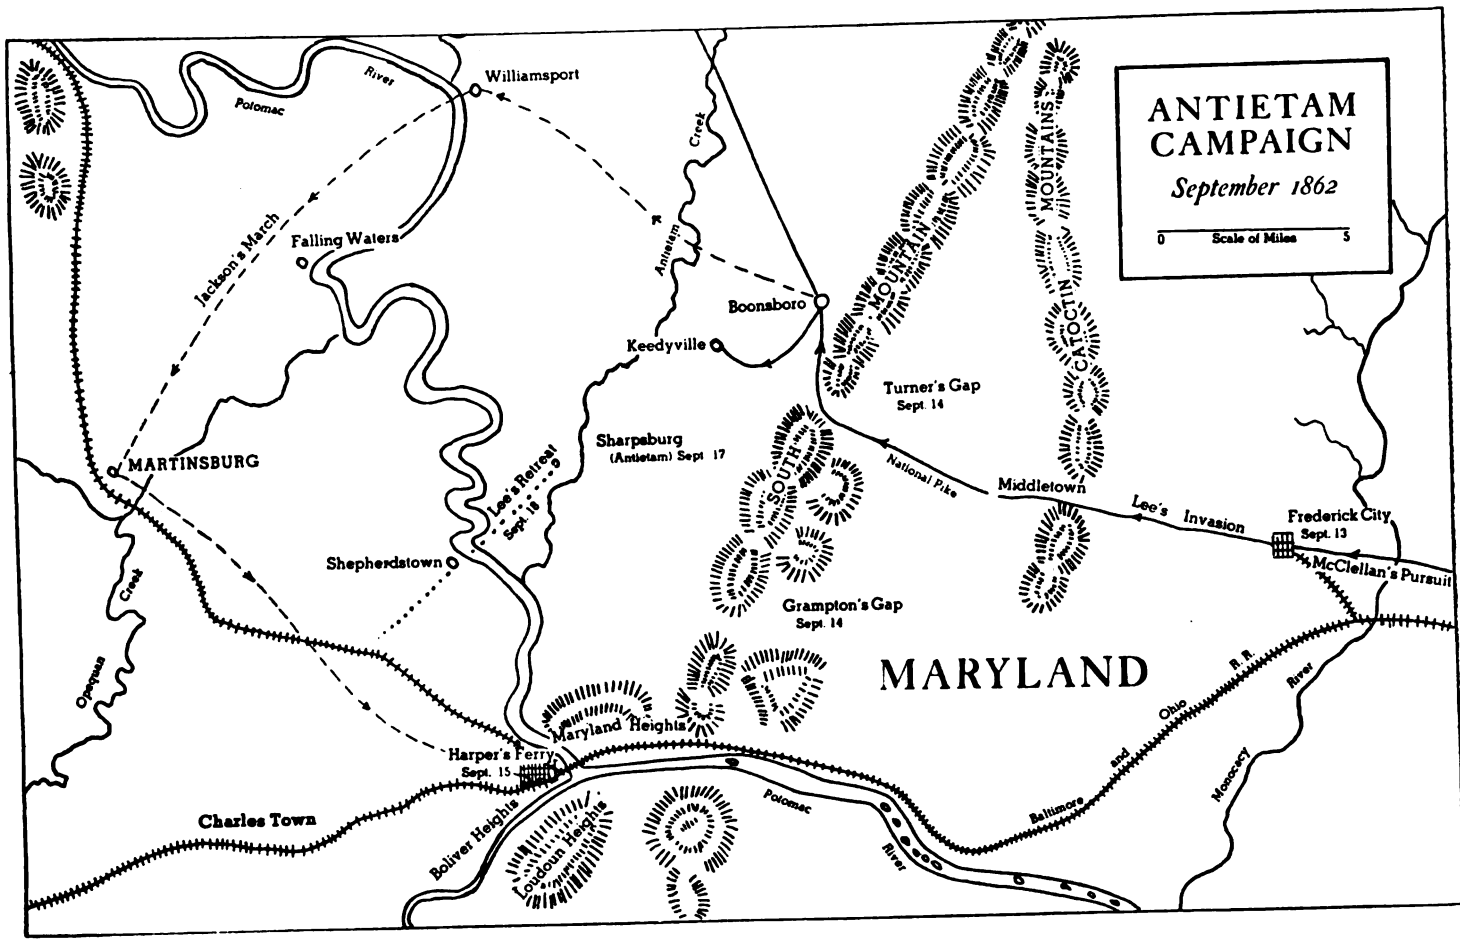 ANTIETAM
CAMPAIGN
September 1862
0 Scale of Miles 5
Williamsport
River
Potomac
Creek
Antietam
MOUNTAINS
CATOCTIN
MOUNTAIN
SOUTH
Jackson's March
Falling Waters
Boonsboro
Keedyville
Turner's Gap
Sept. 14
Sharpsburg
(Antietam) Sept 17
MARTINSBURG
Lee's Retreat
Sept. 18
National Pike
Middletown
Lee's Invasion
Frederick City
Sept. 13
McClellan's Pursuit
Shepherdstown
Creek
Opequan
Grampton's Gap
Sept. 14
MARYLAND
Maryland Heights
Harper's Ferry
Sept. 15
Charles Town
Boliver Heights
Loudoun Heights
Potomac
River
Baltimore and Ohio R.R.
Monocacy
River